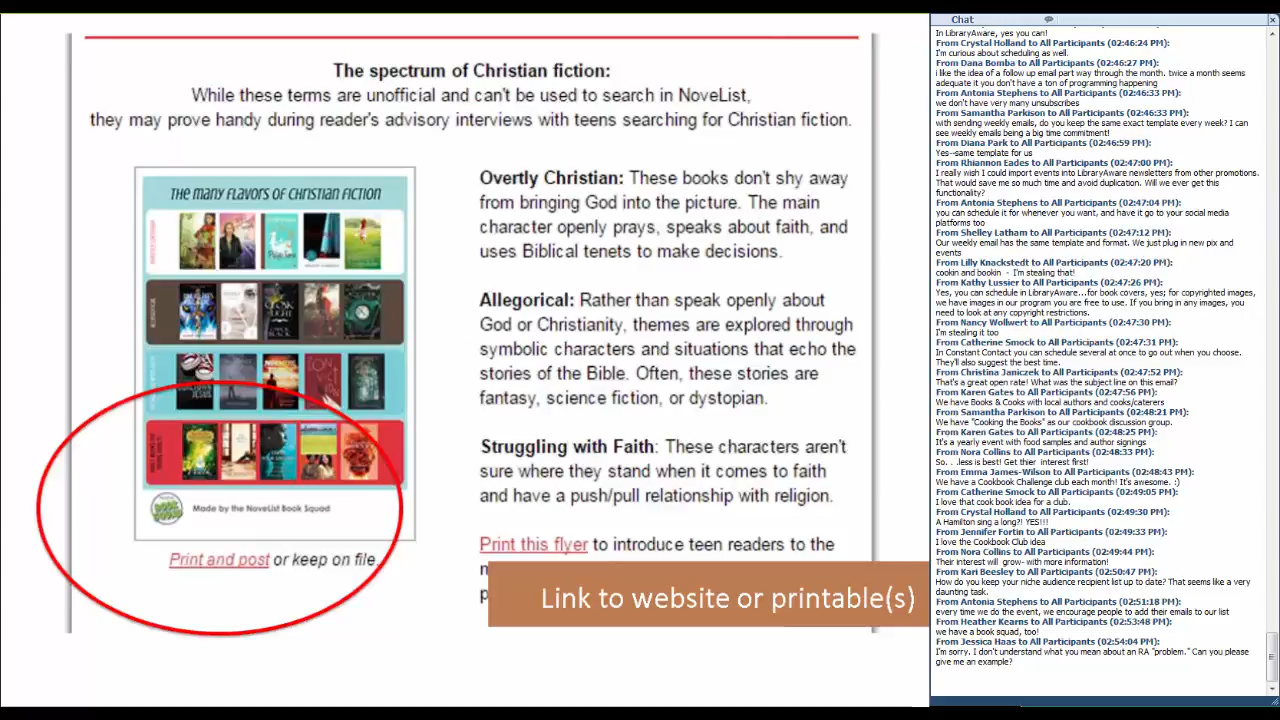 The spectrum of Christian fiction:
While these terms are unofficial and can't be used to search in NoveList,
they may prove handy during reader's advisory interviews with teens searching for Christian fiction.
THE MANY FLAVORS OF CHRISTIAN FICTION
Made by the NoveList Book Squad
Print and post or keep on file.
Overtly Christian: These books don't shy away
from bringing God into the picture. The main
character openly prays, speaks about faith, and
uses Biblical tenets to make decisions.
Allegorical: Rather than speak openly about
God or Christianity, themes are explored through
symbolic characters and situations that echo the
stories of the Bible. Often, these stories are
fantasy, science fiction, or dystopian.
Struggling with Faith: These characters aren't
sure where they stand when it comes to faith
and have a push/pull relationship with religion.
Print this flyer to introduce teen readers to the
Link to website or printable(s)
Chat
In LibraryAware, yes you can!
From Crystal Holland to All Participants (02:46:24 PM):
I'm curious about scheduling as well.
From Dana Bomba to All Participants (02:46:27 PM):
i like the idea of a follow up email part way through the month. twice a month seems
adequate it you don't have a ton of programming happening
From Antonia Stephens to All Participants (02:46:33 PM):
we don't have very many unsubscribes
From Samantha Parkison to All Participants (02:46:33 PM):
with sending weekly emails, do you keep the same exact template every week? I can
see weekly emails being a big time commitment!
From Diana Park to All Participants (02:46:59 PM):
Yes--same template for us
From Rhiannon Eades to All Participants (02:47:00 PM):
I really wish I could import events into LibraryAware newsletters from other promotions.
That would save me so much time and avoid duplication. Will we ever get this
functionality?
From Antonia Stephens to All Participants (02:47:04 PM):
you can schedule it for whenever you want, and have it go to your social media
platforms too
From Shelley Latham to All Participants (02:47:12 PM):
Our weekly email has the same template and format. We just plug in new pix and
events
From Lilly Knackstedt to All Participants (02:47:20 PM):
cookin and bookin - I'm stealing that!
From Kathy Lussier to All Participants (02:47:26 PM):
Yes, you can schedule in LibraryAware...for book covers, yes; for copyrighted images,
we have images in our program you are free to use. If you bring in any images, you
need to look at any copyright restrictions.
From Nancy Wollwert to All Participants (02:47:30 PM):
I'm stealing it too
From Catherine Smock to All Participants (02:47:31 PM):
In Constant Contact you can schedule several at once to go out when you choose.
They'll also suggest the best time.
From Christina Janiczek to All Participants (02:47:52 PM):
That's a great open rate! What was the subject line on this email?
From Karen Gates to All Participants (02:47:56 PM):
We have Books & Cooks with local authors and cooks/caterers
From Samantha Parkison to All Participants (02:48:21 PM):
We have "Cooking the Books" as our cookbook discussion group.
From Karen Gates to All Participants (02:48:25 PM):
It's a yearly event with food samples and author signings
From Nora Collins to All Participants (02:48:33 PM):
So. . .less is best! Get thier interest first!
From Emma James-Wilson to All Participants (02:48:43 PM):
We have a Cookbook Challenge club each month! It's awesome. :)
From Catherine Smock to All Participants (02:49:05 PM):
I love that cook book idea for a club.
From Crystal Holland to All Participants (02:49:30 PM):
A Hamilton sing a long?! YES!!!
From Jennifer Fortin to All Participants (02:49:33 PM):
I love the Cookbook Club idea
From Nora Collins to All Participants (02:49:44 PM):
Their interest will grow- with more information!
From Kari Beesley to All Participants (02:50:47 PM):
How do you keep your niche audience recipient list up to date? That seems like a very
daunting task.
From Antonia Stephens to All Participants (02:51:18 PM):
every time we do the event, we encourage people to add their emails to our list
From Heather Kearns to All Participants (02:53:48 PM):
we have a book squad, too!
From Jessica Haas to All Participants (02:54:04 PM):
I'm sorry. I don't understand what you mean about an RA "problem." Can you please
give me an example?